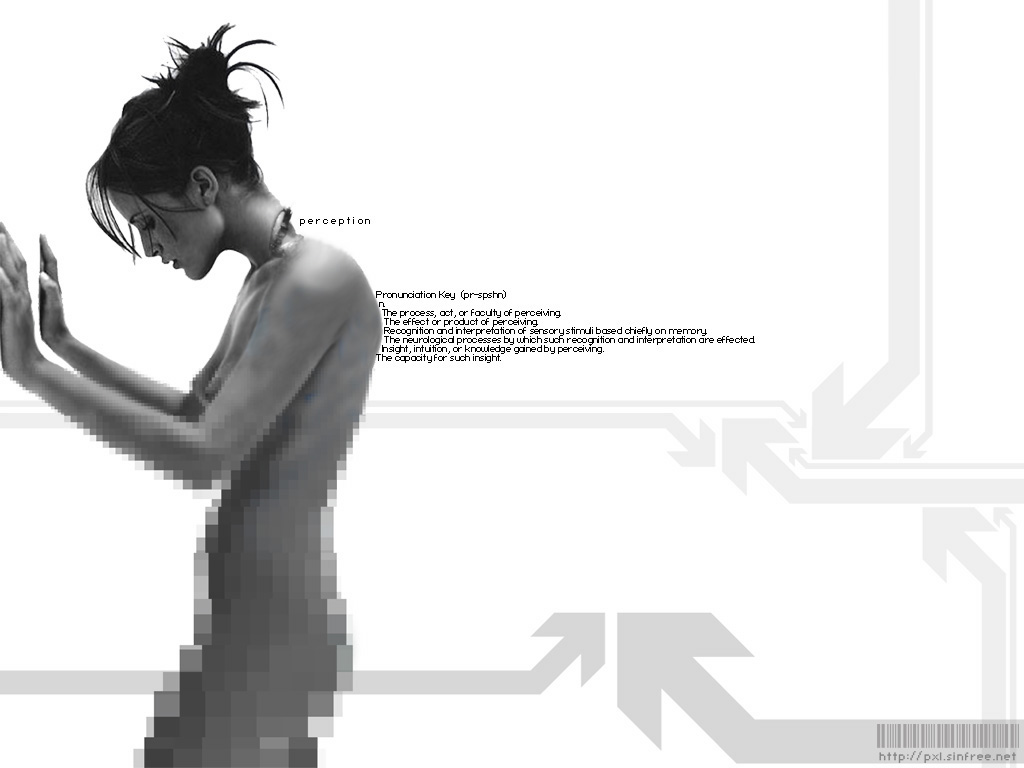 perception
Pronunciation Key (pr-spshn)
n.
The process, act, or faculty of perceiving.
The effect or product of perceiving.
Recognition and interpretation of sensory stimuli based chiefly on memory.
The neurological processes by which such recognition and interpretation are effected.
Insight, intuition, or knowledge gained by perceiving.
The capacity for such insight.
http://pxl.sinfree.net